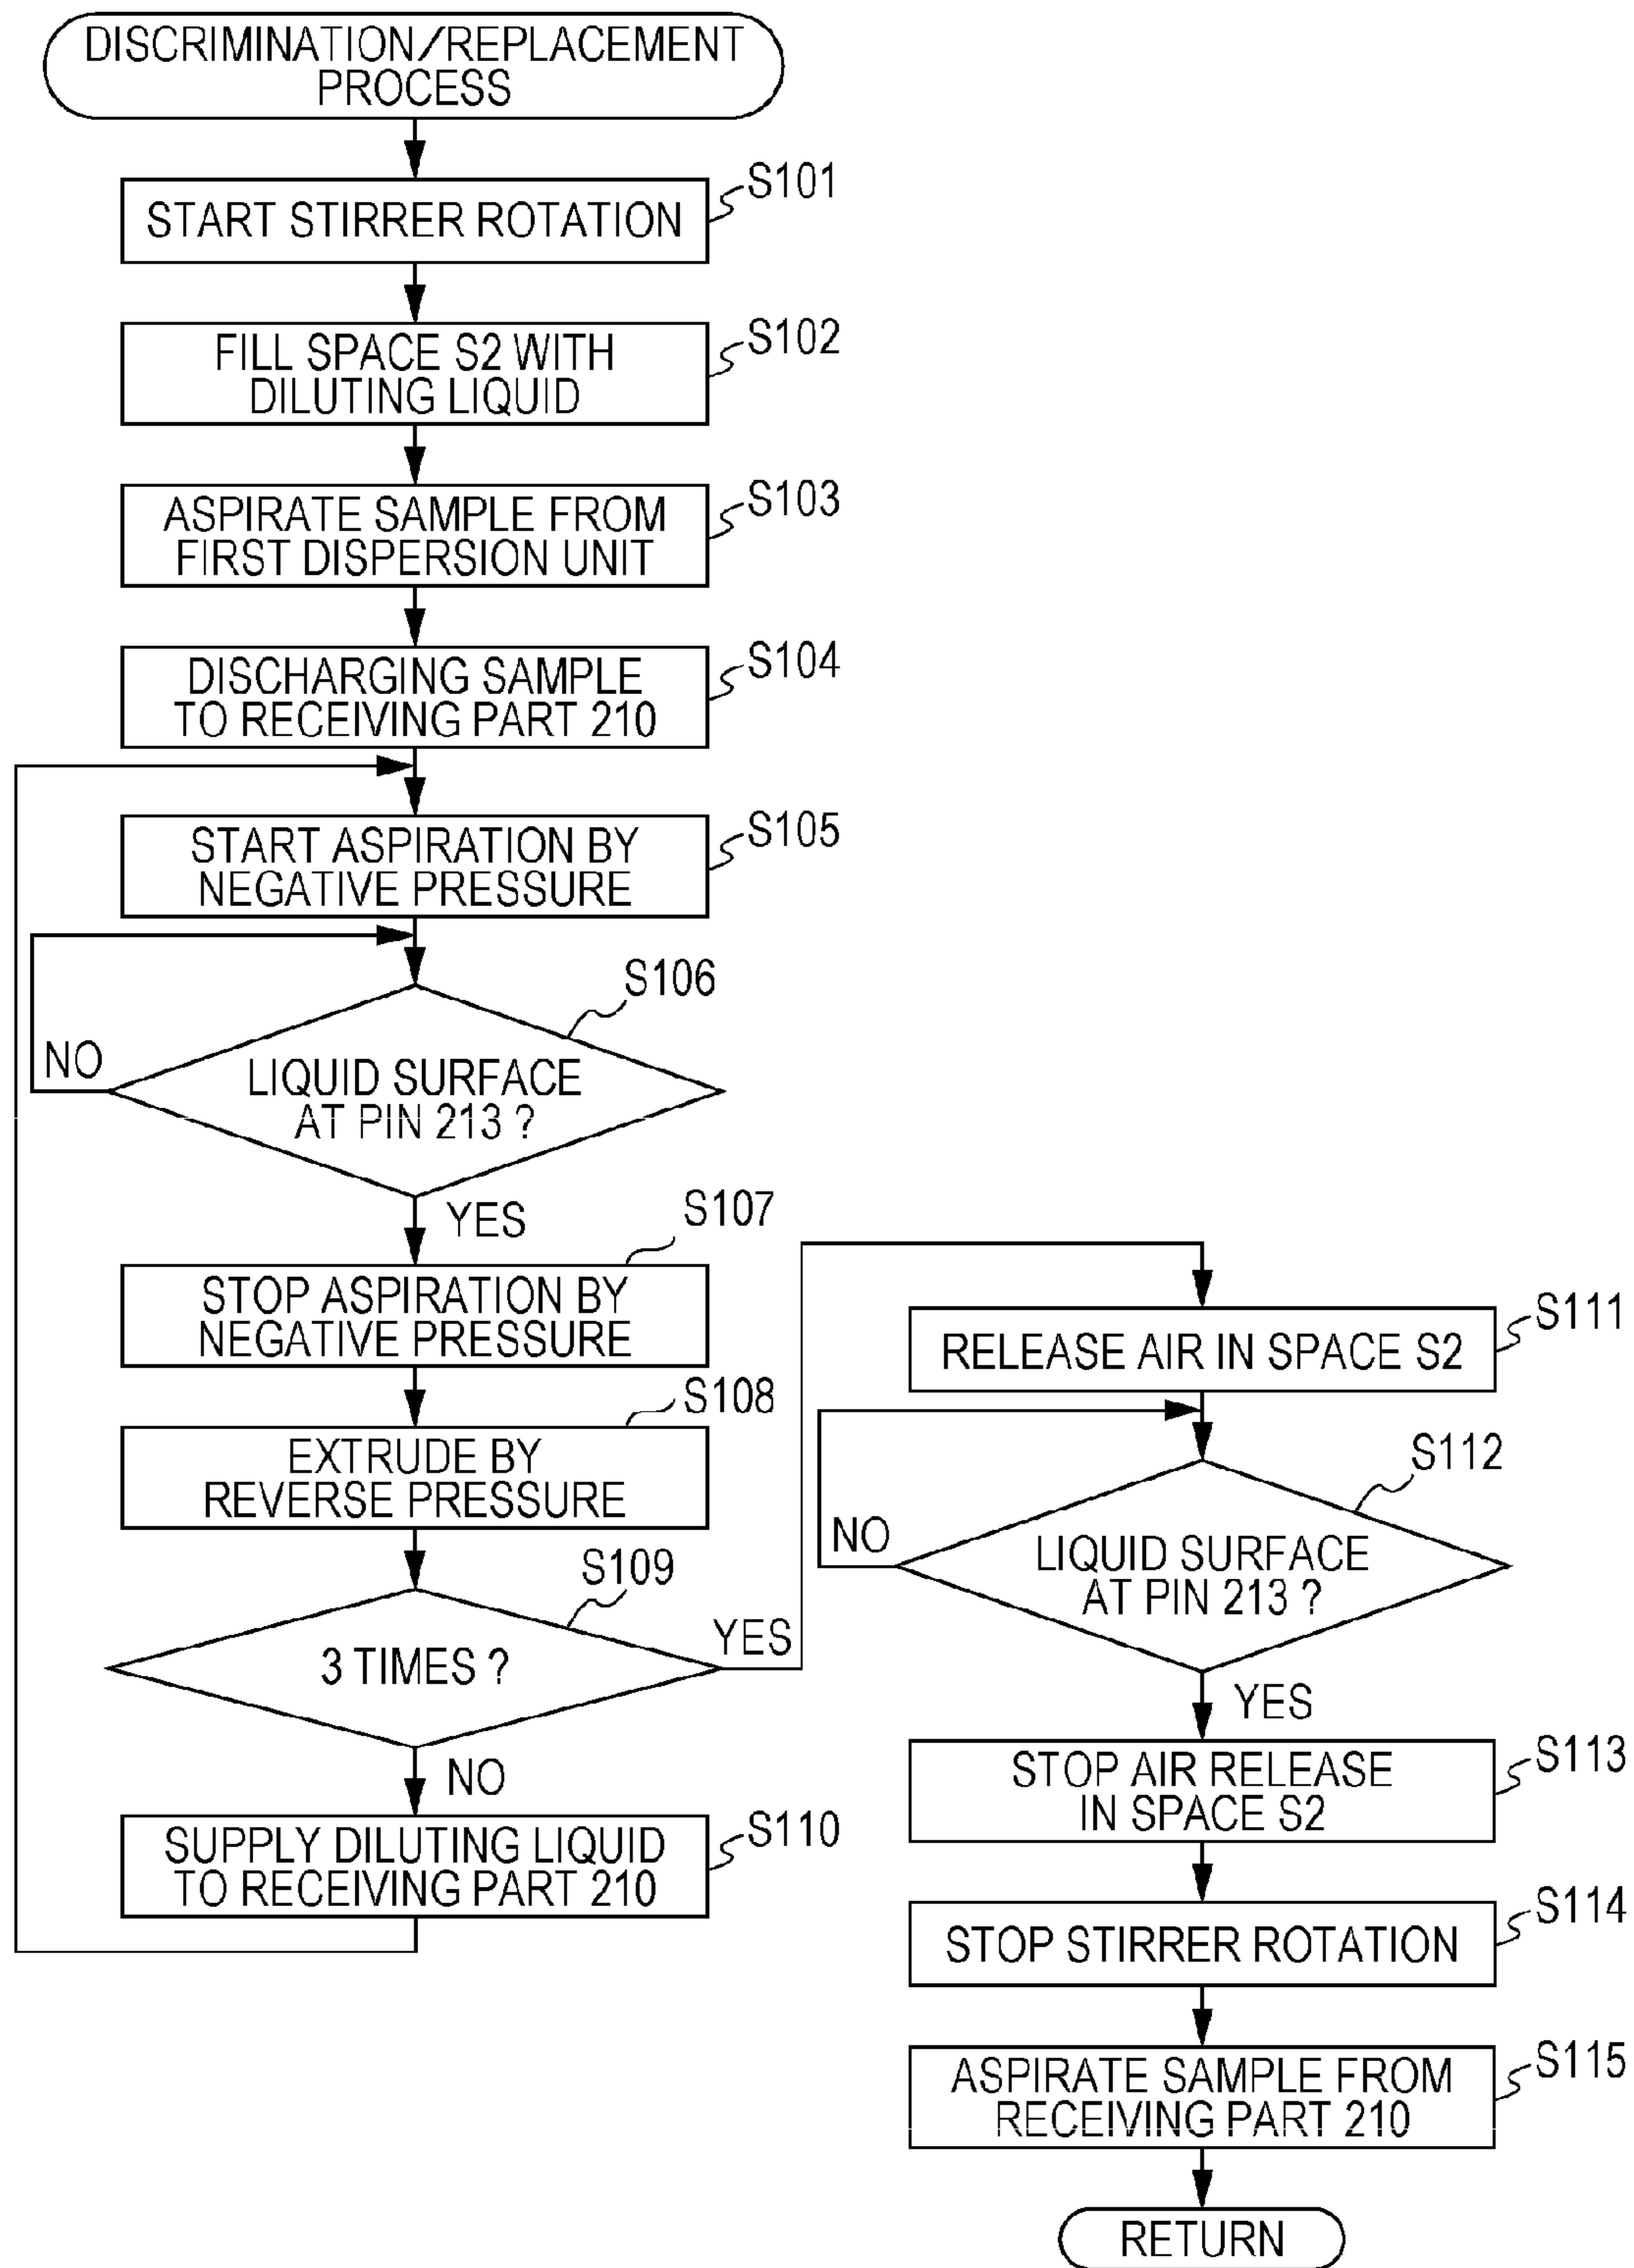 DISCRIMINATION/REPLACEMENT
PROCESS
S101
START STIRRER ROTATION
S102
FILL SPACE S2 WITH
DILUTING LIQUID
S103
ASPIRATE SAMPLE FROM
FIRST DISPERSION UNIT
S104
DISCHARGING SAMPLE
TO RECEIVING PART 210
S105
START ASPIRATION BY
NEGATIVE PRESSURE
S106
NO
LIQUID SURFACE
AT PIN 213 ?
YES
S107
STOP ASPIRATION BY
NEGATIVE PRESSURE
S108
EXTRUDE BY
REVERSE PRESSURE
S109
3 TIMES ?
YES
NO
S110
SUPPLY DILUTING LIQUID
TO RECEIVING PART 210
S111
RELEASE AIR IN SPACE S2
S112
NO
LIQUID SURFACE
AT PIN 213 ?
YES
S113
STOP AIR RELEASE
IN SPACE S2
S114
STOP STIRRER ROTATION
S115
ASPIRATE SAMPLE FROM
RECEIVING PART 210
RETURN